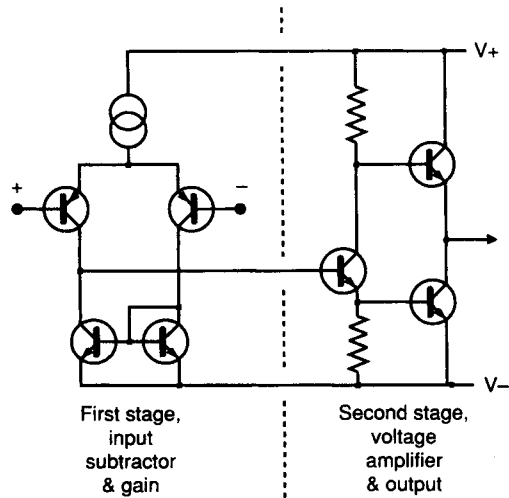 V+
+
–
V–
First stage,
input
subtractor
& gain
Second stage,
voltage
amplifier
& output